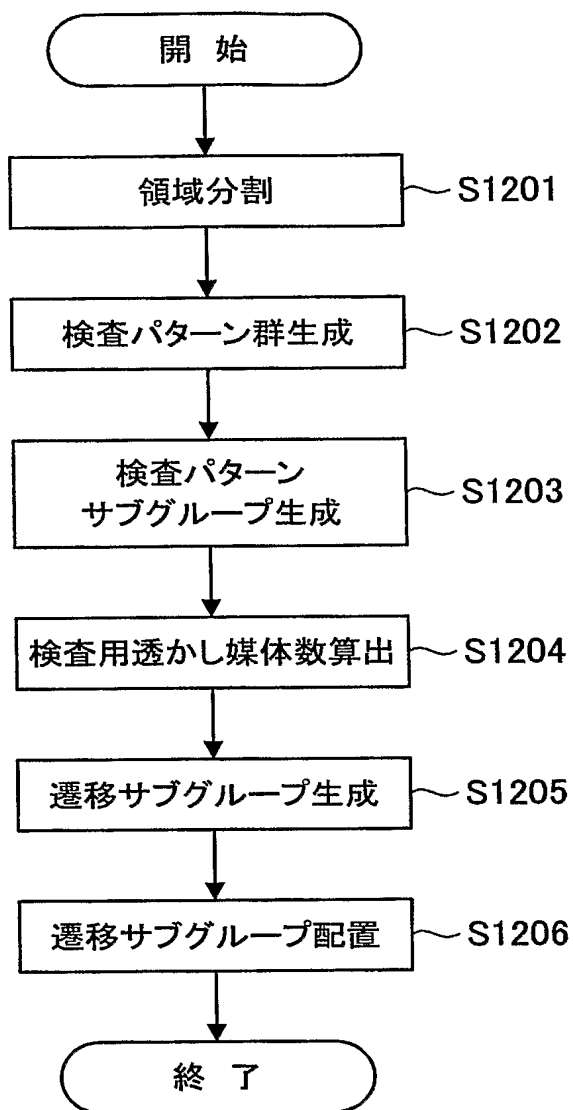 開 始
領域分割
S1201
検査パターン群生成
S1202
検査パターン
サブグループ生成
S1203
検査用透かし媒体数算出
S1204
遷移サブグループ生成
S1205
遷移サブグループ配置
S1206
終 了